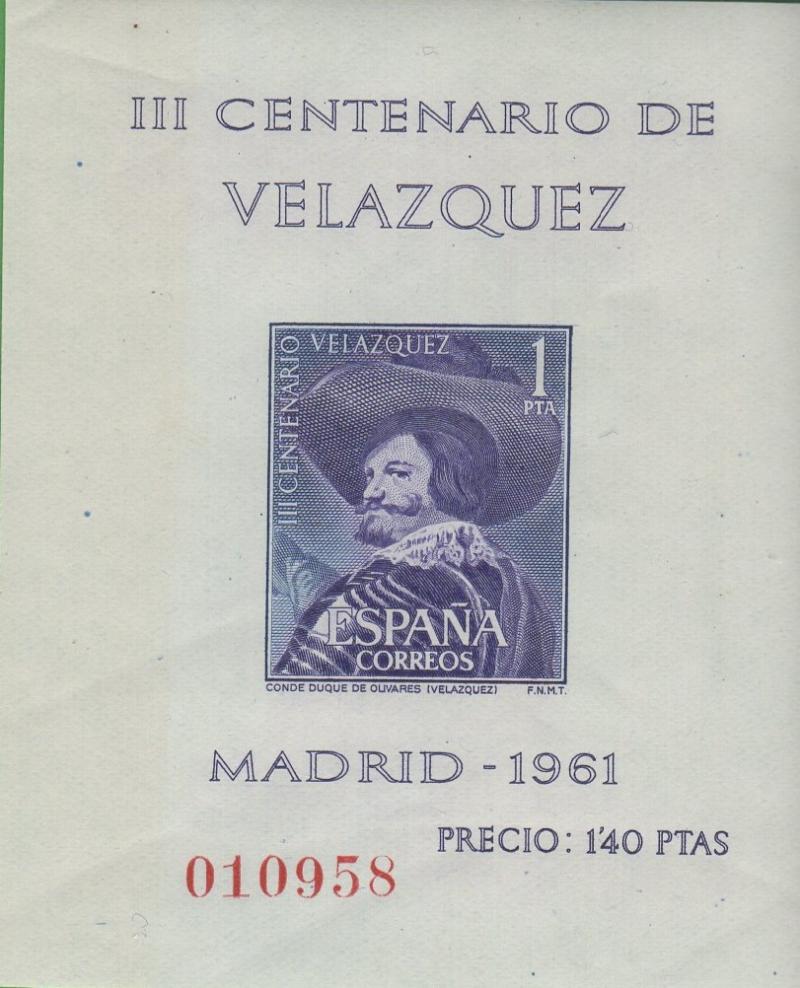 III CENTENARIO DE
VELAZQUEZ
III CENTENARIO
VELAZQUEZ
1
PTA
ESPAÑA
CORREOS
CONDE DUQUE DE OLIVARES (VELAZQUEZ) F.N.M.T.
MADRID - 1961
PRECIO: 1'40 PTAS
010958